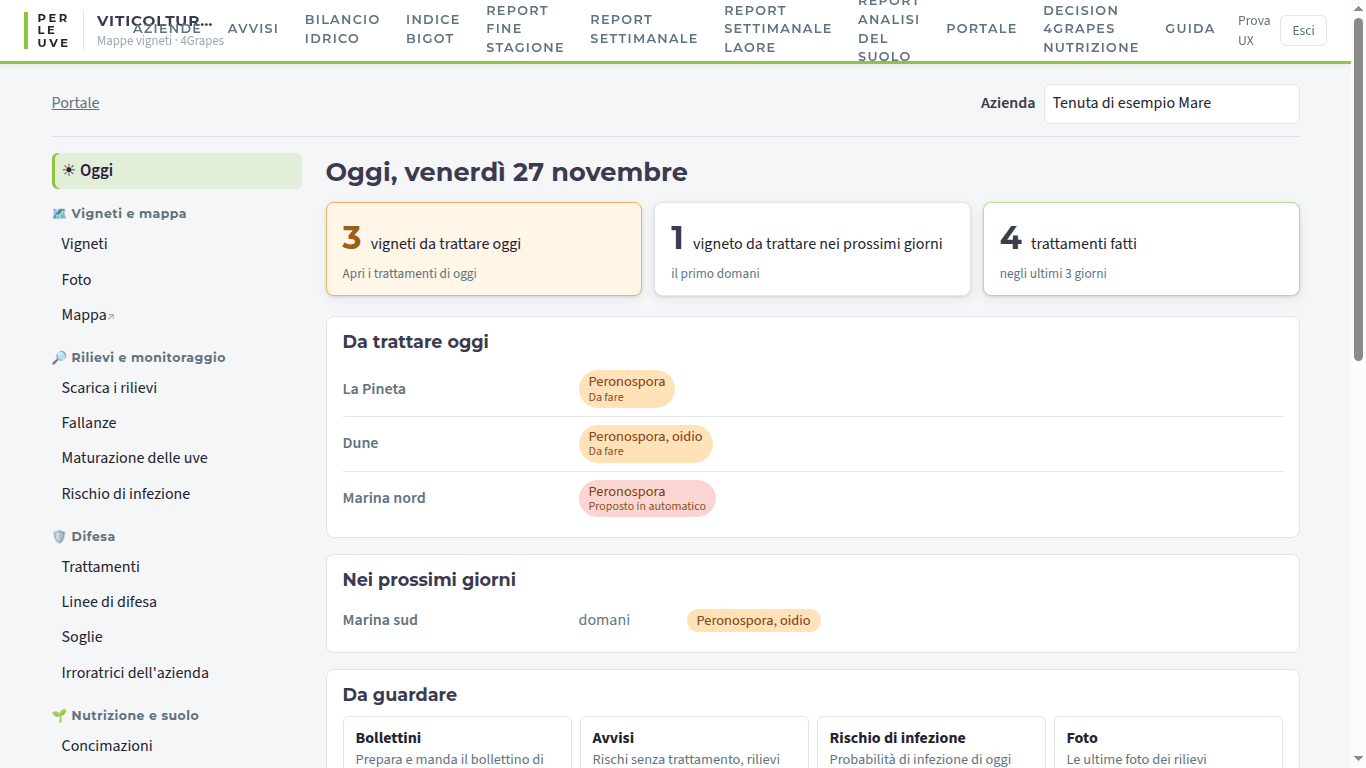 PER
LE
UVE
VITICOLTUR…
Mappe vigneti · 4Grapes
AZIENDE
AVVISI
BILANCIO
IDRICO
INDICE
BIGOT
REPORT
FINE
STAGIONE
REPORT
SETTIMANALE
REPORT
SETTIMANALE
LAORE
REPORT
ANALISI
DEL
SUOLO
PORTALE
DECISION
4GRAPES
NUTRIZIONE
GUIDA
Prova
UX
Esci
Portale
Azienda
Tenuta di esempio Mare
☀ Oggi
🗺️ Vigneti e mappa
Vigneti
Foto
Mappa↗
🔎 Rilievi e monitoraggio
Scarica i rilievi
Fallanze
Maturazione delle uve
Rischio di infezione
🛡️ Difesa
Trattamenti
Linee di difesa
Soglie
Irroratrici dell'azienda
🌱 Nutrizione e suolo
Concimazioni
Oggi, venerdì 27 novembre
3 vigneti da trattare oggi
Apri i trattamenti di oggi
1 vigneto da trattare nei prossimi giorni
il primo domani
4 trattamenti fatti
negli ultimi 3 giorni
Da trattare oggi
La Pineta
Peronospora
Da fare
Dune
Peronospora, oidio
Da fare
Marina nord
Peronospora
Proposto in automatico
Nei prossimi giorni
Marina sud
domani
Peronospora, oidio
Da guardare
Bollettini
Prepara e manda il bollettino di
Avvisi
Rischi senza trattamento, rilievi
Rischio di infezione
Probabilità di infezione di oggi
Foto
Le ultime foto dei rilievi